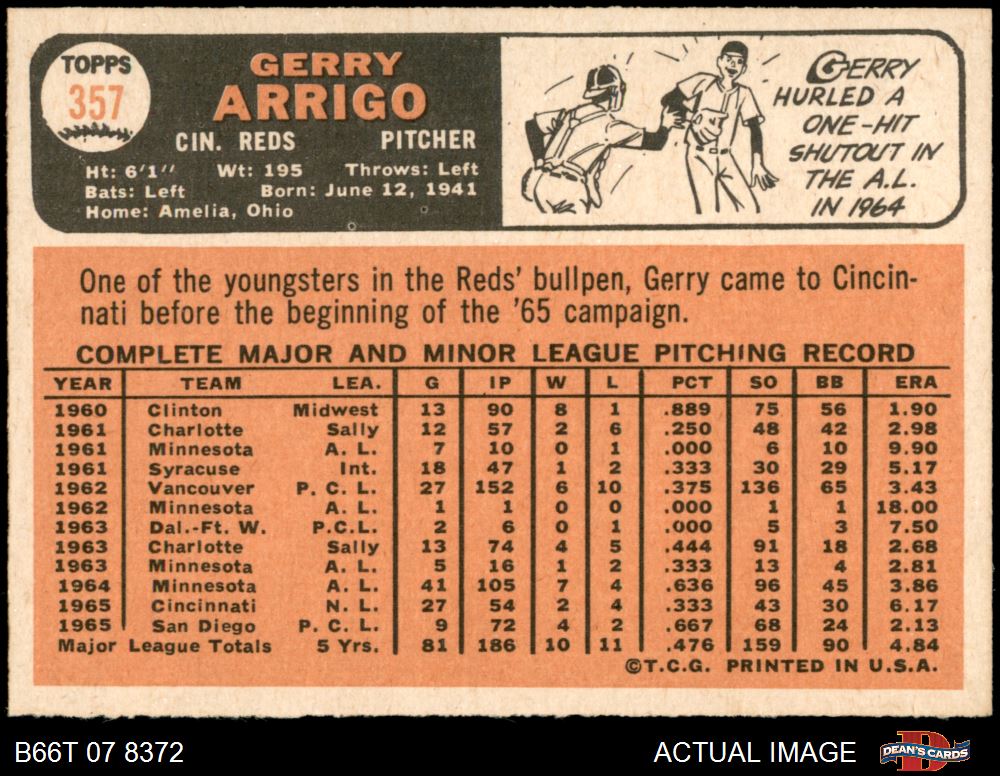 TOPPS
357
GERRY
ARRIGO
CIN. REDS PITCHER
Ht: 6'1" Wt: 195 Throws: Left
Bats: Left Born: June 12, 1941
Home: Amelia, Ohio
GERRY
HURLED A
ONE-HIT
SHUTOUT IN
THE A.L.
IN 1964
One of the youngsters in the Reds' bullpen, Gerry came to Cincin-
nati before the beginning of the '65 campaign.
COMPLETE MAJOR AND MINOR LEAGUE PITCHING RECORD
YEAR TEAM LEA. G IP W L PCT SO BB ERA
1960 Clinton Midwest 13 90 8 1 .889 75 56 1.90
1961 Charlotte Sally 12 57 2 6 .250 48 42 2.98
1961 Minnesota A. L. 7 10 0 1 .000 6 10 9.90
1961 Syracuse Int. 18 47 1 2 .333 30 29 5.17
1962 Vancouver P. C. L. 27 152 6 10 .375 136 65 3.43
1962 Minnesota A. L. 1 1 0 0 .000 1 1 18.00
1963 Dal.-Ft. W. P.C.L. 2 6 0 1 .000 5 3 7.50
1963 Charlotte Sally 13 74 4 5 .444 91 18 2.68
1963 Minnesota A. L. 5 16 1 2 .333 13 4 2.81
1964 Minnesota A. L. 41 105 7 4 .636 96 45 3.86
1965 Cincinnati N. L. 27 54 2 4 .333 43 30 6.17
1965 San Diego P. C. L. 9 72 4 2 .667 68 24 2.13
Major League Totals 5 Yrs. 81 186 10 11 .476 159 90 4.84
©T.C.G. PRINTED IN U.S.A.
B66T 07 8372 ACTUAL IMAGE DEAN'S CARDS